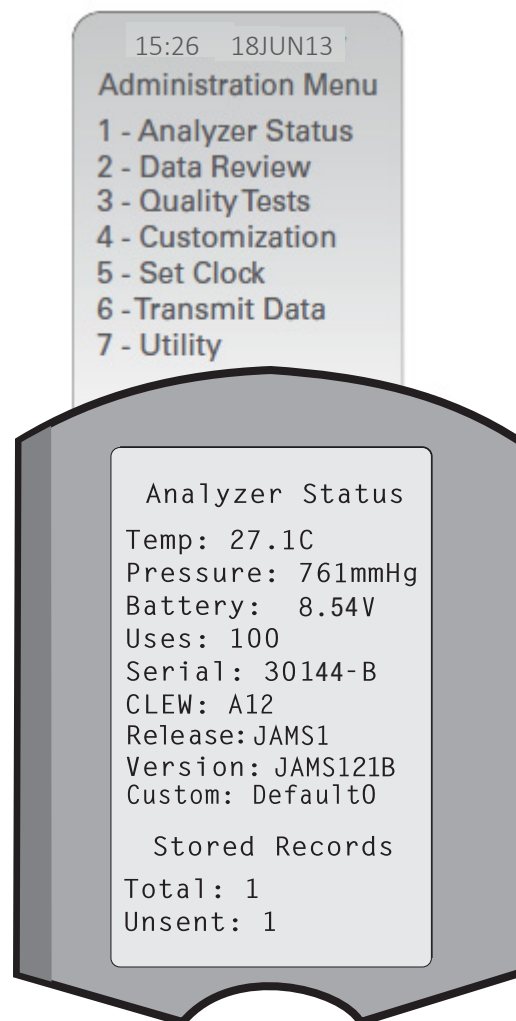 15:26 18JUN13
Administration Menu
1 - Analyzer Status
2 - Data Review
3 - Quality Tests
4 - Customization
5 - Set Clock
6 - Transmit Data
7 - Utility
Analyzer Status
Temp: 27.1C
Pressure: 761mmHg
Battery: 8.54V
Uses: 100
Serial: 30144-B
CLEW: A12
Release: JAMS1
Version: JAMS121B
Custom: Default0
Stored Records
Total: 1
Unsent: 1